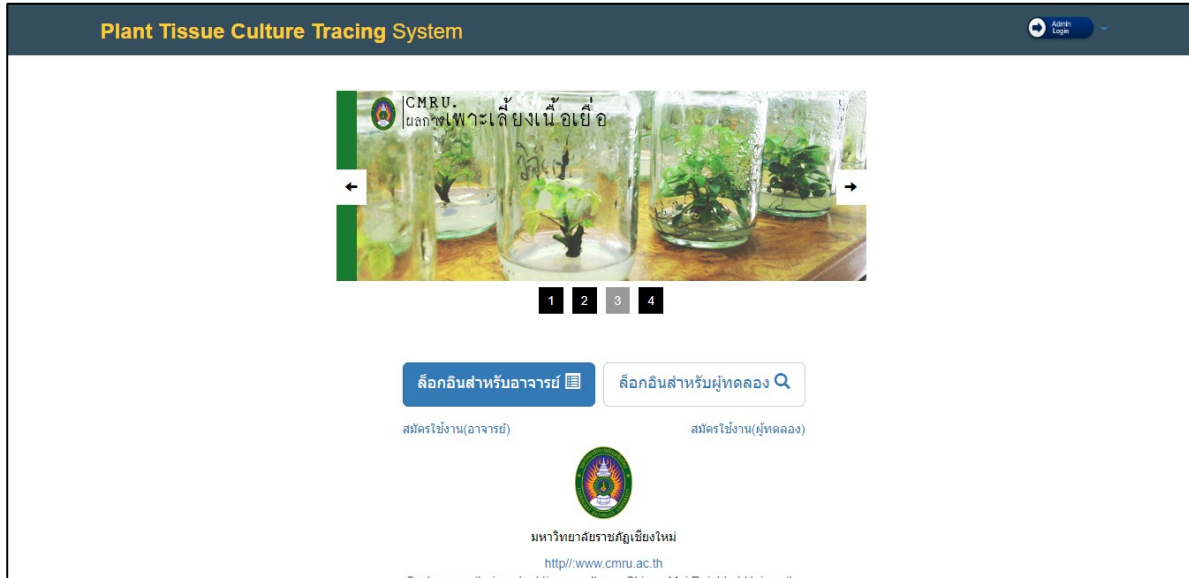 Plant Tissue Culture Tracing System
Admin
Login
CMRU.
ผลการเพาะเลี้ยงเนื้อเยื่อ
1 2 3 4
ล็อกอินสำหรับอาจารย์
ล็อกอินสำหรับผู้ทดลอง
สมัครใช้งาน(อาจารย์)
สมัครใช้งาน(ผู้ทดลอง)
มหาวิทยาลัยราชภัฏเชียงใหม่
http//:www.cmru.ac.th